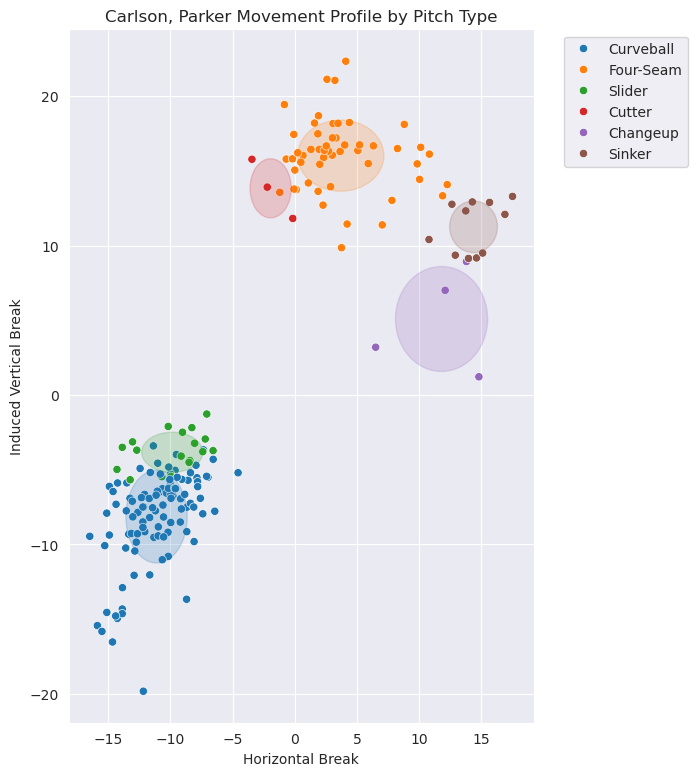 Carlson, Parker Movement Profile by Pitch Type
Induced Vertical Break
20
10
0
−10
−20
−15
−10
−5
0
5
10
15
Horizontal Break
Curveball
Four-Seam
Slider
Cutter
Changeup
Sinker